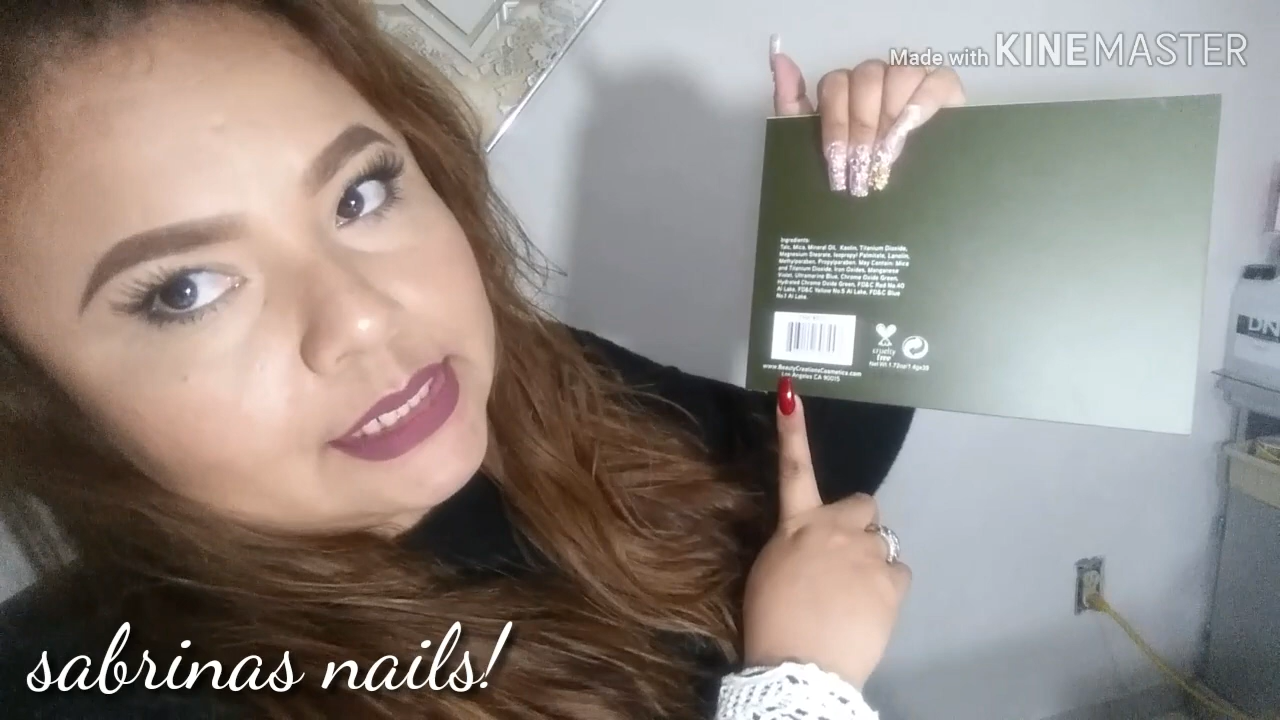 Made with KINEMASTER
Ingredients:
Talc, Mica, Mineral Oil, Kaolin, Titanium Dioxide,
Magnesium Stearate, Isopropyl Palmitate, Lanolin,
Methylparaben, Propylparaben. May Contain: Mica
and Titanium Dioxide, Iron Oxides, Manganese
Violet, Ultramarine Blue, Chrome Oxide Green,
Hydrated Chrome Oxide Green, FD&C Red No.40
Al Lake, FD&C Yellow No.5 Al Lake, FD&C Blue
No.1 Al Lake.
cruelty
free
www.BeautyCreationsCosmetics.com
Los Angeles CA 90015
DN
sabrinas nails!